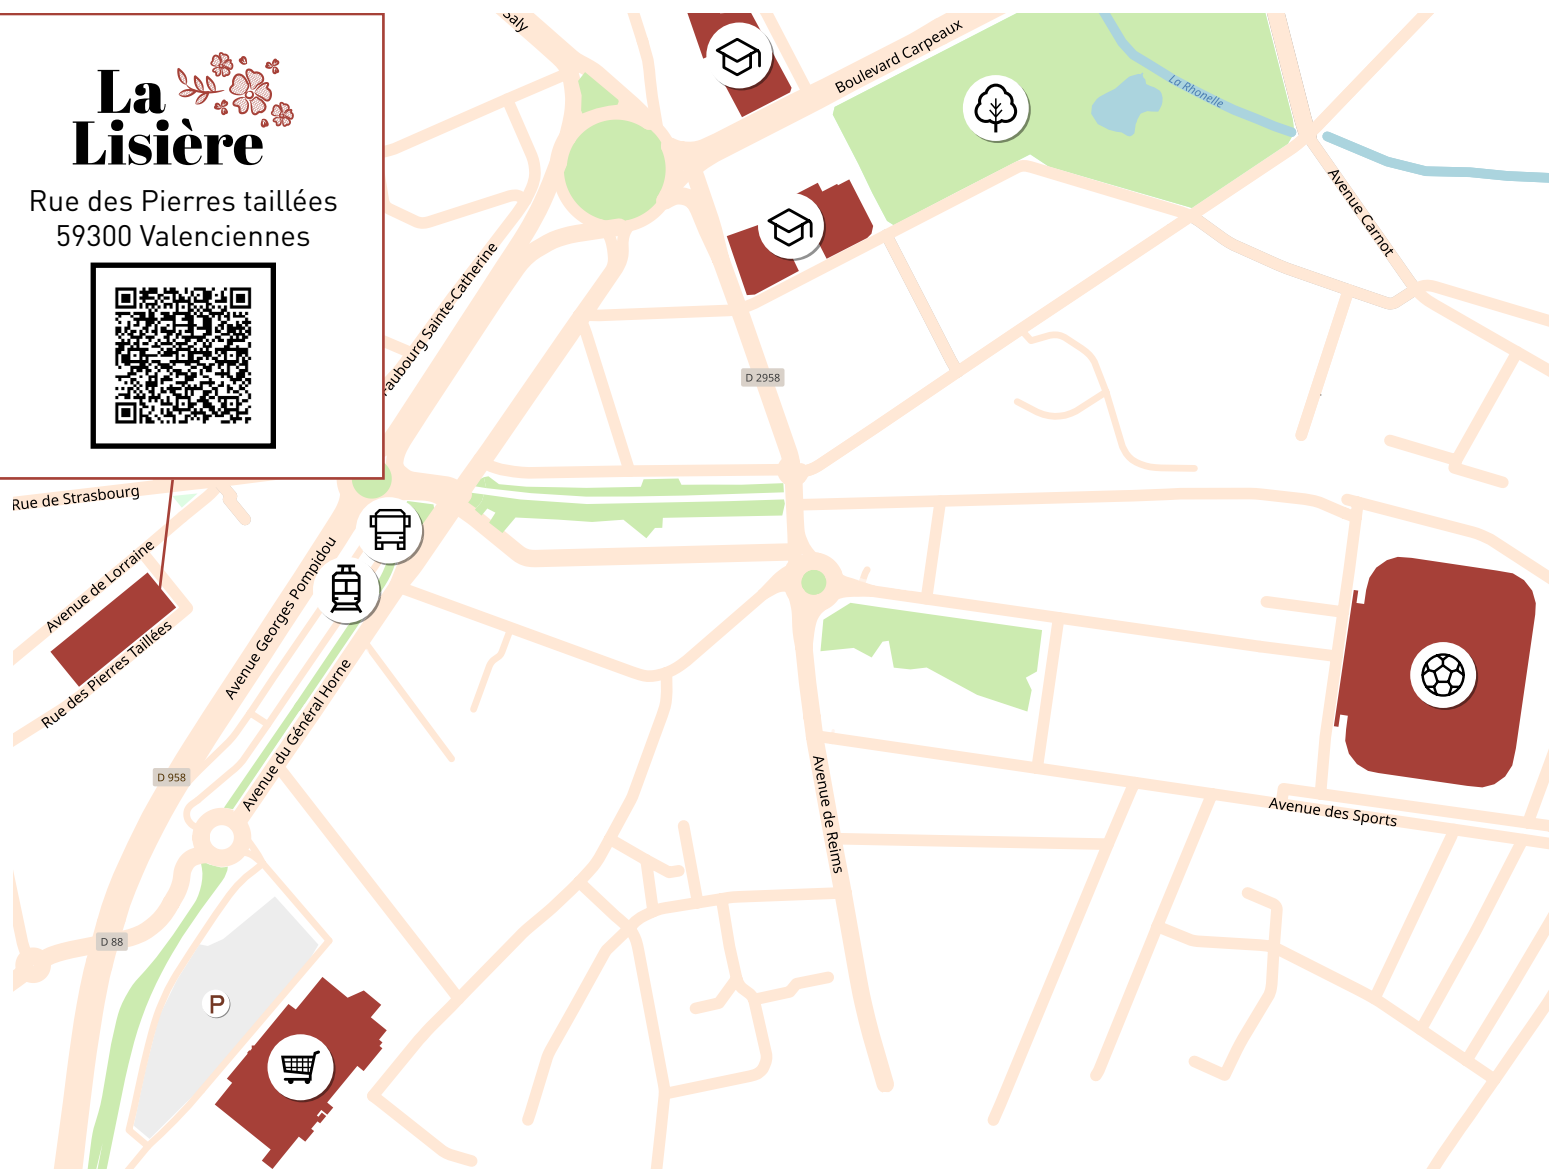 La
Lisière
Rue des Pierres taillées
59300 Valenciennes
Saly
Boulevard Carpeaux
La Rhonelle
Avenue Carnot
aubourg Sainte-Catherine
D 2958
Rue de Strasbourg
Avenue de Lorraine
Rue des Pierres Taillées
Avenue Georges Pompidou
Avenue du Général Horne
D 958
Avenue de Reims
Avenue des Sports
D 88
P